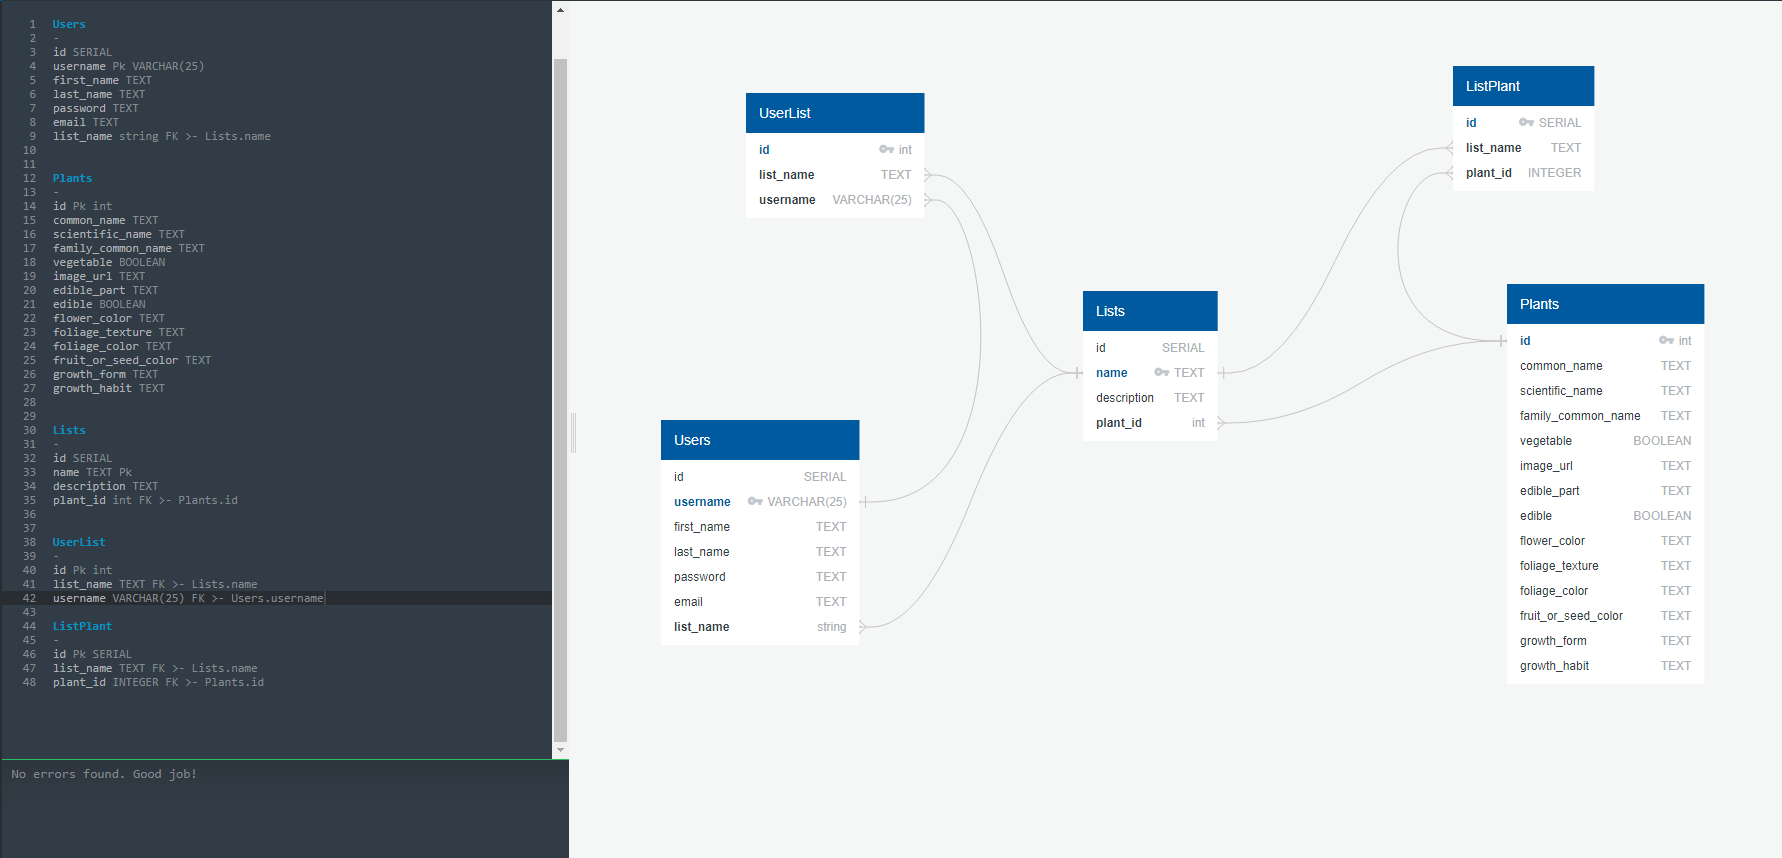 1 Users
2 -
3 id SERIAL
4 username Pk VARCHAR(25)
5 first_name TEXT
6 last_name TEXT
7 password TEXT
8 email TEXT
9 list_name string FK >- Lists.name
10
11
12 Plants
13 -
14 id Pk int
15 common_name TEXT
16 scientific_name TEXT
17 family_common_name TEXT
18 vegetable BOOLEAN
19 image_url TEXT
20 edible_part TEXT
21 edible BOOLEAN
22 flower_color TEXT
23 foliage_texture TEXT
24 foliage_color TEXT
25 fruit_or_seed_color TEXT
26 growth_form TEXT
27 growth_habit TEXT
28
29
30 Lists
31 -
32 id SERIAL
33 name TEXT Pk
34 description TEXT
35 plant_id int FK >- Plants.id
36
37
38 UserList
39 -
40 id Pk int
41 list_name TEXT FK >- Lists.name
42 username VARCHAR(25) FK >- Users.username
43
44 ListPlant
45 -
46 id Pk SERIAL
47 list_name TEXT FK >- Lists.name
48 plant_id INTEGER FK >- Plants.id
No errors found. Good job!
UserList
id int
list_name TEXT
username VARCHAR(25)
Users
id SERIAL
username VARCHAR(25)
first_name TEXT
last_name TEXT
password TEXT
email TEXT
list_name string
Lists
id SERIAL
name TEXT
description TEXT
plant_id int
ListPlant
id SERIAL
list_name TEXT
plant_id INTEGER
Plants
id int
common_name TEXT
scientific_name TEXT
family_common_name TEXT
vegetable BOOLEAN
image_url TEXT
edible_part TEXT
edible BOOLEAN
flower_color TEXT
foliage_texture TEXT
foliage_color TEXT
fruit_or_seed_color TEXT
growth_form TEXT
growth_habit TEXT